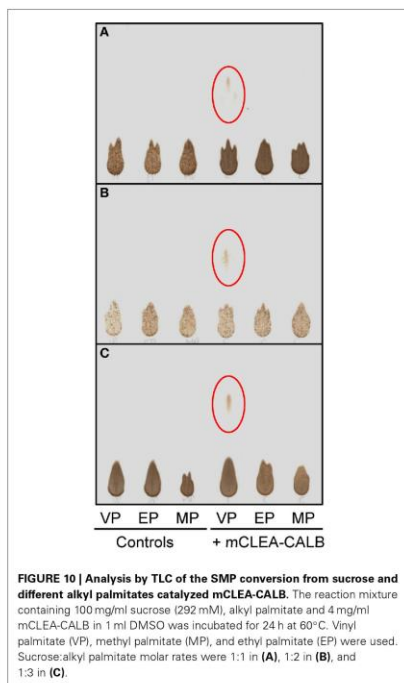 A
B
C
VP EP MP VP EP MP
Controls + mCLEA-CALB
FIGURE 10 | Analysis by TLC of the SMP conversion from sucrose and
different alkyl palmitates catalyzed mCLEA-CALB. The reaction mixture
containing 100 mg/ml sucrose (292 mM), alkyl palmitate and 4 mg/ml
mCLEA-CALB in 1 ml DMSO was incubated for 24 h at 60°C. Vinyl
palmitate (VP), methyl palmitate (MP), and ethyl palmitate (EP) were used.
Sucrose:alkyl palmitate molar rates were 1:1 in (A), 1:2 in (B), and
1:3 in (C).